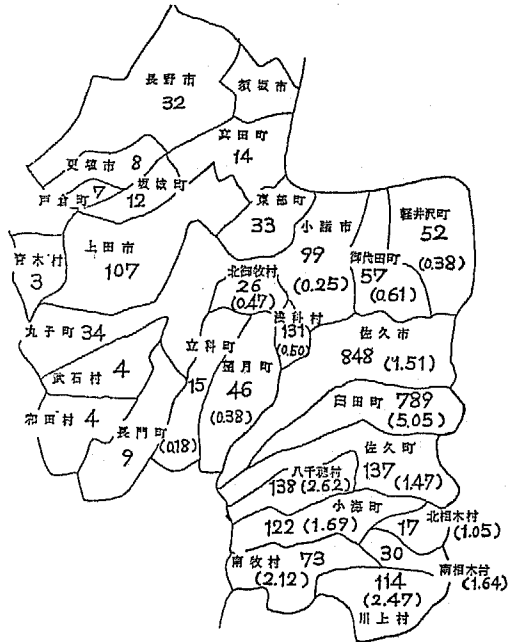 長野市
32
須坂市
真田町
14
更埴市 8
戸倉町 7
坂城町
12
東部町
33
小諸市
99
(0.25)
軽井沢町
52
(0.38)
御代田町
57
(0.61)
青木村
3
上田市
107
北御牧村
26
(0.47)
浅科村
131
(0.50)
佐久市
848 (1.51)
丸子町 34
立科町
15
(0.18)
望月町
46
(0.38)
武石村 4
和田村 4
長門町
9
臼田町 789
(5.05)
佐久町
137
(1.47)
八千穂村
138 (2.62)
小海町
122 (1.69)
北相木村
17
(1.05)
南牧村 73
(2.12)
30
南相木村
(1.64)
114
(2.47)
川上村